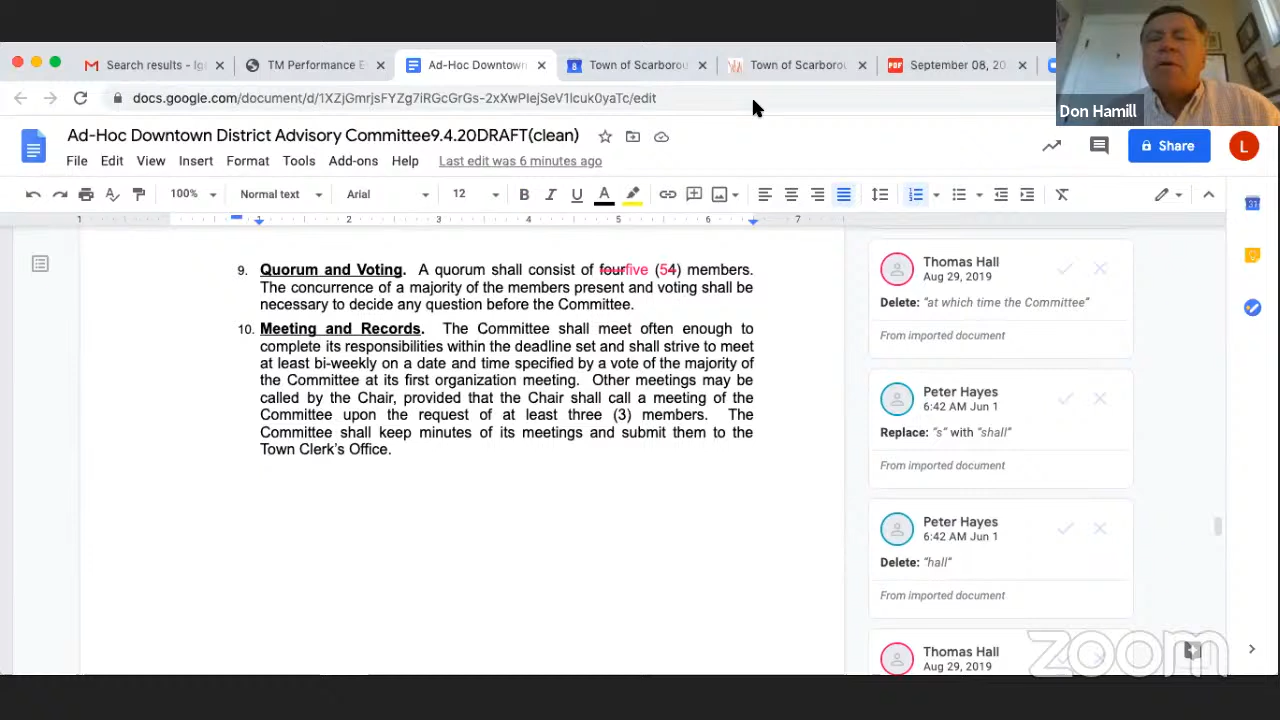 Search results - Ig
TM Performance E
Ad-Hoc Downtown
Town of Scarborou
Town of Scarboro
September 08, 20
docs.google.com/document/d/1XZjGmrjsFYZg7iRGcGrGs-2xXwPIejSeV1lcuk0yaTc/edit
Don Hamill
Ad-Hoc Downtown District Advisory Committee9.4.20DRAFT(clean)
File Edit View Insert Format Tools Add-ons Help Last edit was 6 minutes ago
Share
L
100% Normal text Arial 12 B I U A
1 1 2 3 4 5 6 7
9. Quorum and Voting. A quorum shall consist of fourfive (54) members.
The concurrence of a majority of the members present and voting shall be
necessary to decide any question before the Committee.
10. Meeting and Records. The Committee shall meet often enough to
complete its responsibilities within the deadline set and shall strive to meet
at least bi-weekly on a date and time specified by a vote of the majority of
the Committee at its first organization meeting. Other meetings may be
called by the Chair, provided that the Chair shall call a meeting of the
Committee upon the request of at least three (3) members. The
Committee shall keep minutes of its meetings and submit them to the
Town Clerk's Office.
Thomas Hall
Aug 29, 2019
Delete: "at which time the Committee"
From imported document
Peter Hayes
6:42 AM Jun 1
Replace: "s" with "shall"
From imported document
Peter Hayes
6:42 AM Jun 1
Delete: "hall"
From imported document
Thomas Hall
Aug 29, 2019
zoom